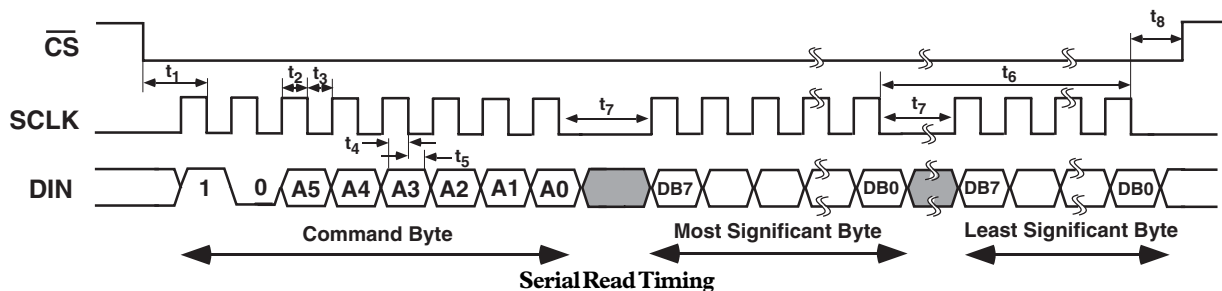 CS
t8
t1
t2
t3
t6
SCLK
t7
t7
t4
t5
DIN
1
0
A5
A4
A3
A2
A1
A0
DB7
DB0
DB7
DB0
Command Byte
Most Significant Byte
Least Significant Byte
Serial Read Timing